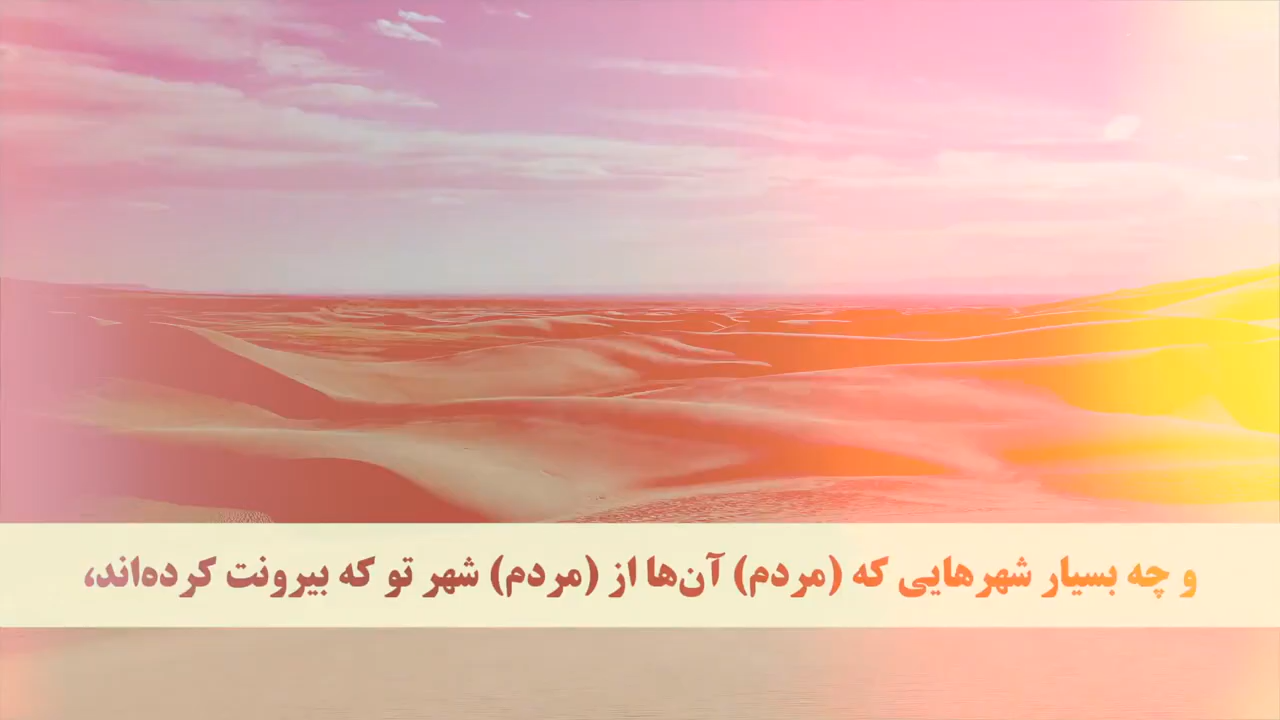 و چه بسیار شهرهایی که (مردم) آن‌ها از (مردم) شهر تو که بیرونت کرده‌اند،